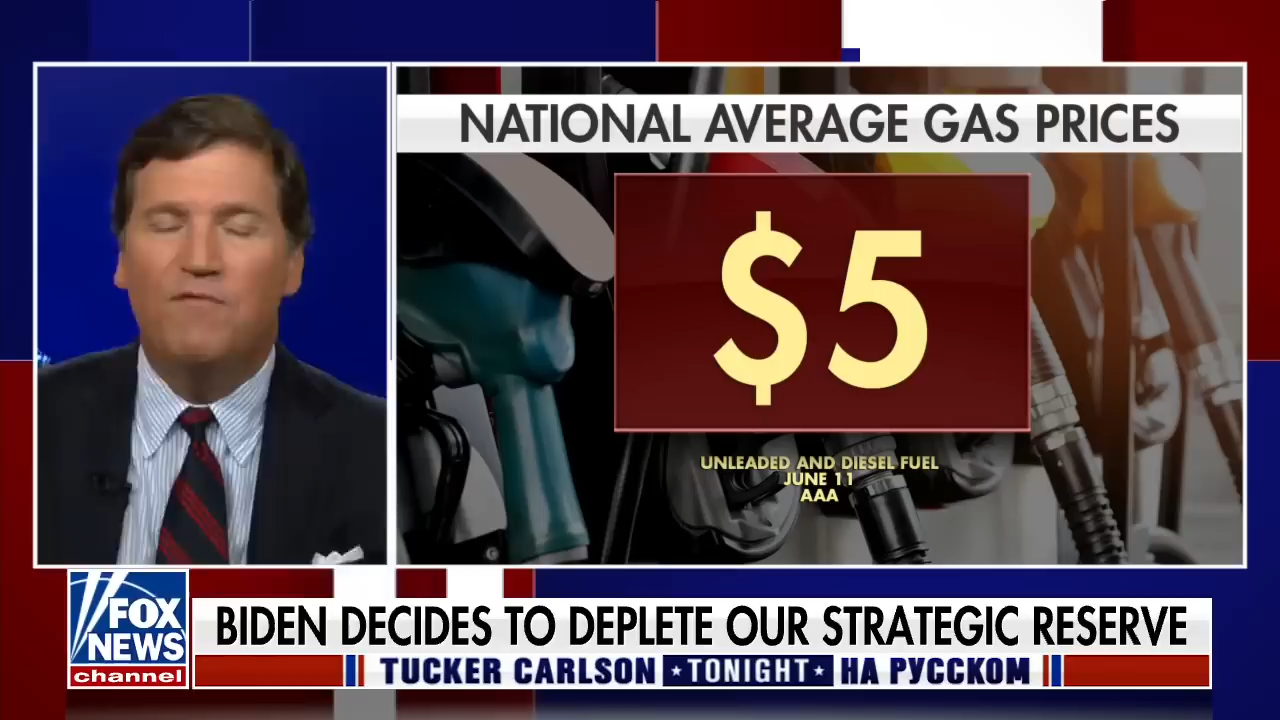 NATIONAL AVERAGE GAS PRICES
$5
UNLEADED AND DIESEL FUEL
JUNE 11
AAA
FOX
NEWS
channel
BIDEN DECIDES TO DEPLETE OUR STRATEGIC RESERVE
TUCKER CARLSON ★TONIGHT★ НА РУССКОМ